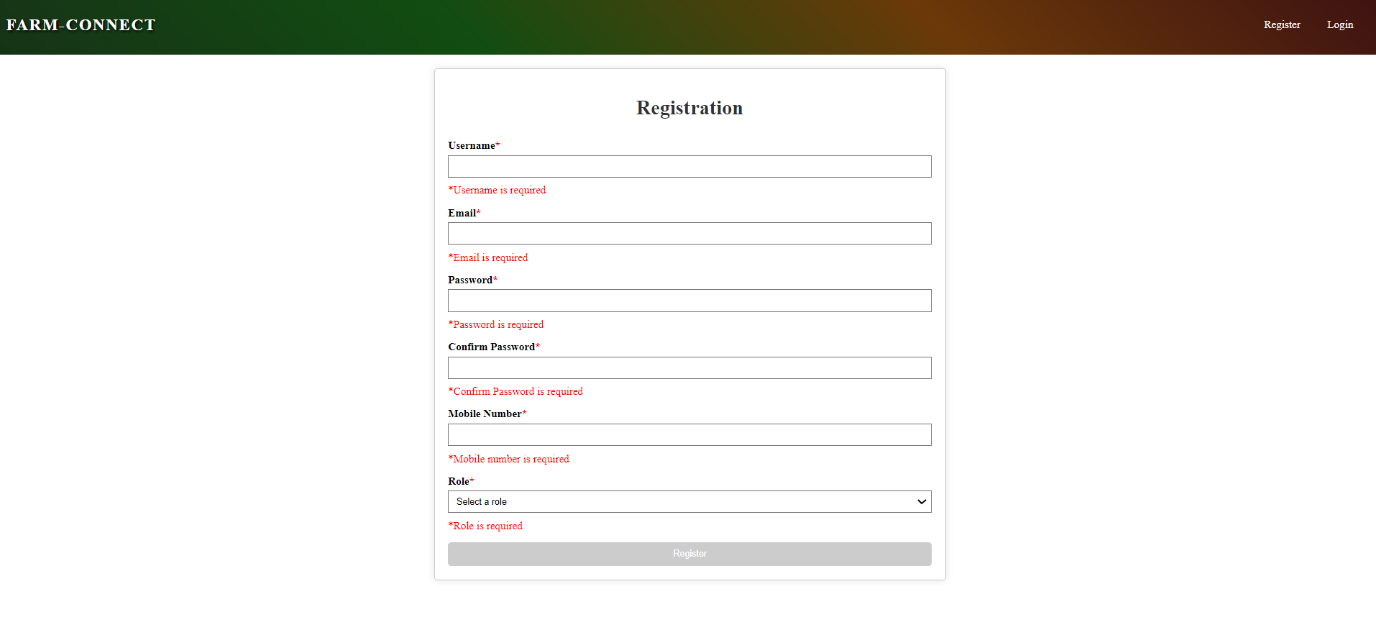 FARM-CONNECT
Register Login
Registration
Username*
*Username is required
Email*
*Email is required
Password*
*Password is required
Confirm Password*
*Confirm Password is required
Mobile Number*
*Mobile number is required
Role*
Select a role
*Role is required
Register